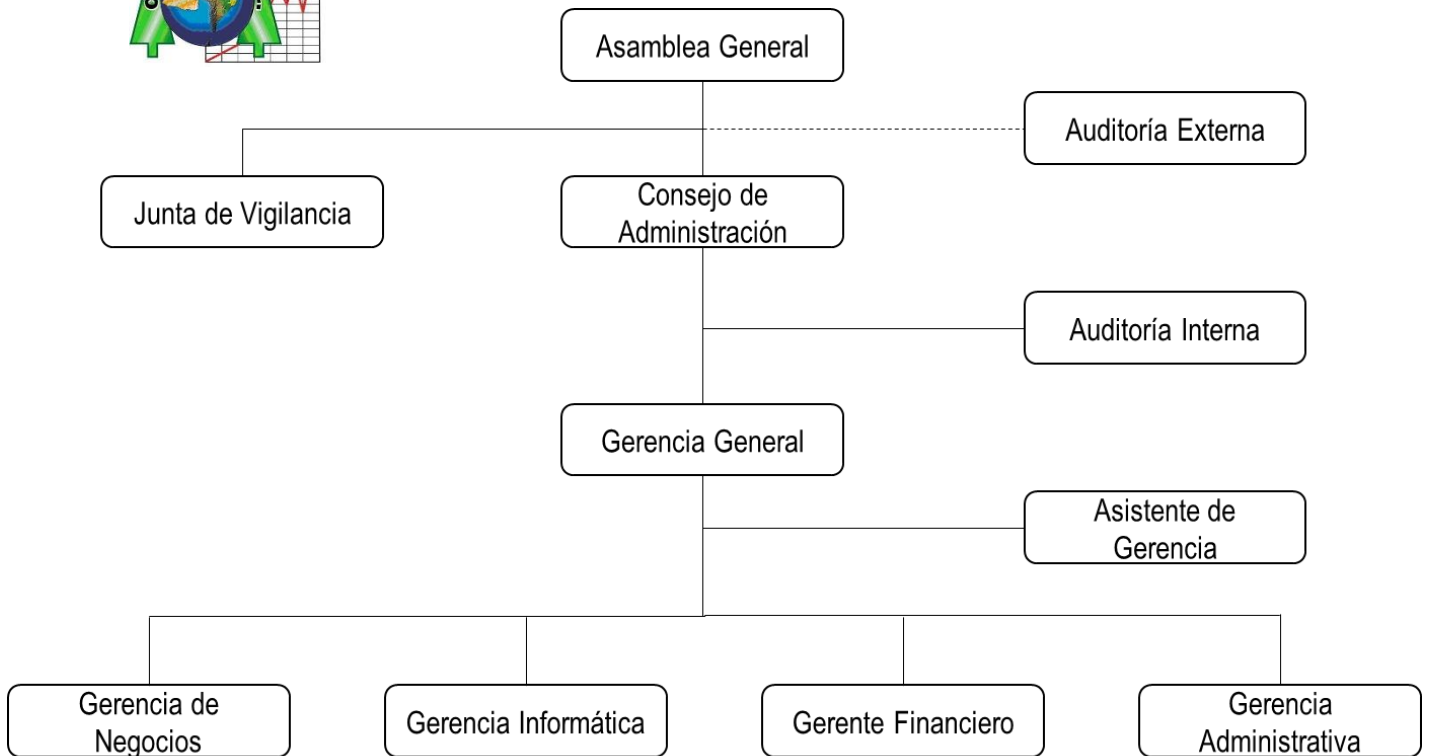 Asamblea General
Auditoría Externa
Junta de Vigilancia
Consejo de
Administración
Auditoría Interna
Gerencia General
Asistente de
Gerencia
Gerencia de
Negocios
Gerencia Informática
Gerente Financiero
Gerencia
Administrativa